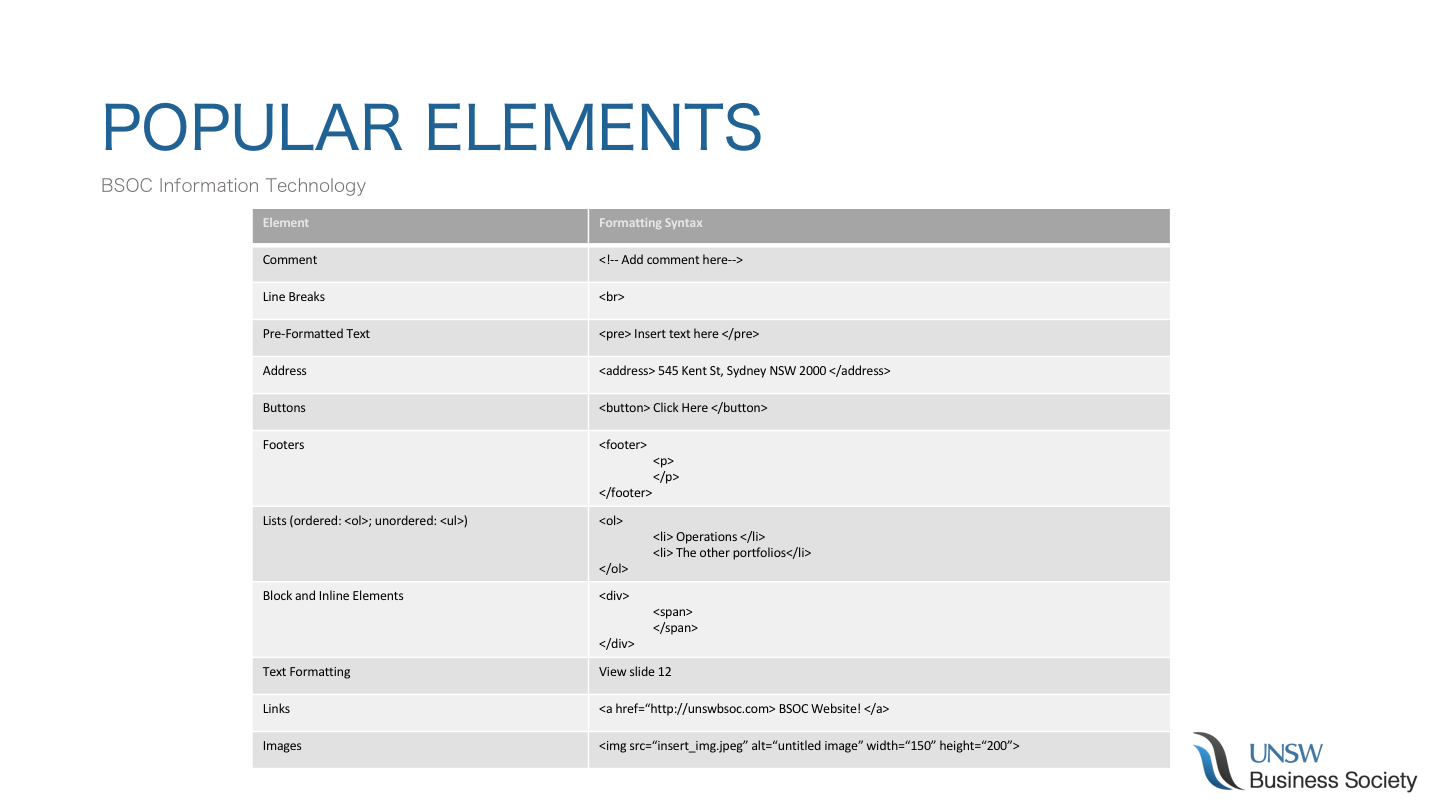 POPULAR ELEMENTS
BSOC Information Technology
Element Formatting Syntax
Comment <!-- Add comment here-->
Line Breaks <br>
Pre-Formatted Text <pre> Insert text here </pre>
Address <address> 545 Kent St, Sydney NSW 2000 </address>
Buttons <button> Click Here </button>
Footers <footer>
<p>
</p>
</footer>
Lists (ordered: <ol>; unordered: <ul>) <ol>
<li> Operations </li>
<li> The other portfolios</li>
</ol>
Block and Inline Elements <div>
<span>
</span>
</div>
Text Formatting View slide 12
Links <a href=“http://unswbsoc.com> BSOC Website! </a>
Images <img src=“insert_img.jpeg” alt=“untitled image” width=“150” height=“200”>
UNSW
Business Society